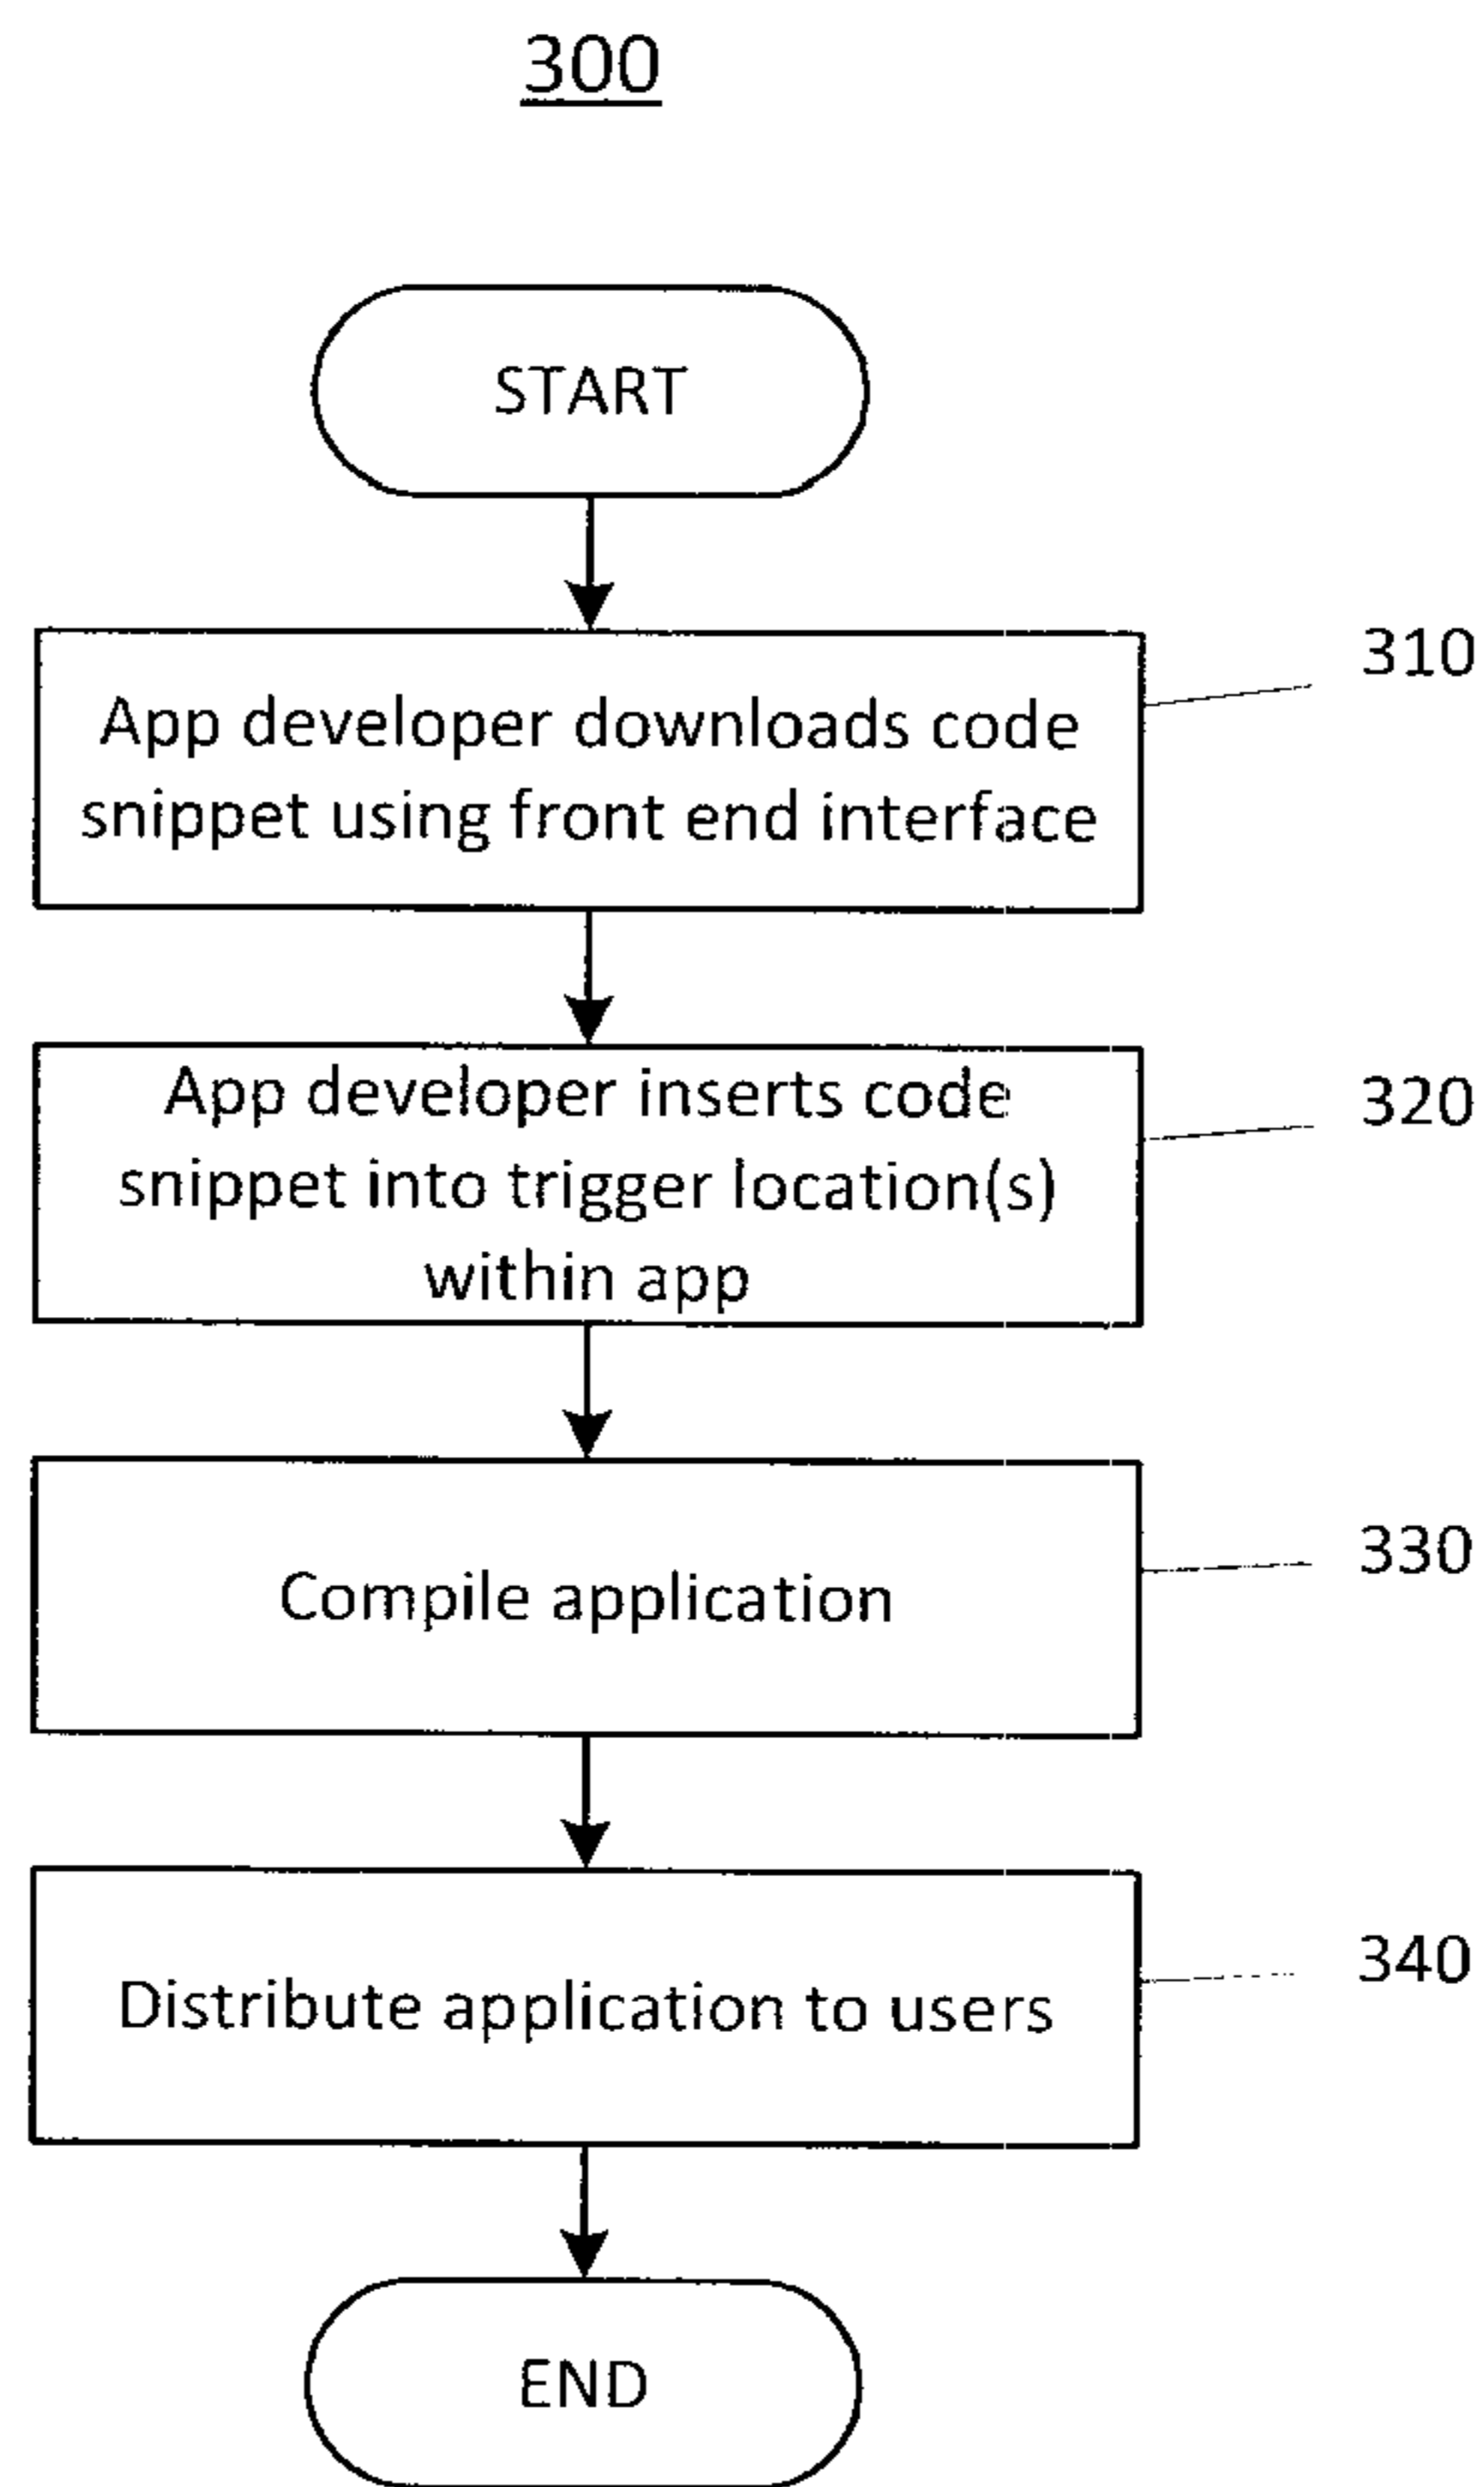 300
START
310
App developer downloads code
snippet using front end interface
320
App developer inserts code
snippet into trigger location(s)
within app
330
Compile application
340
Distribute application to users
END